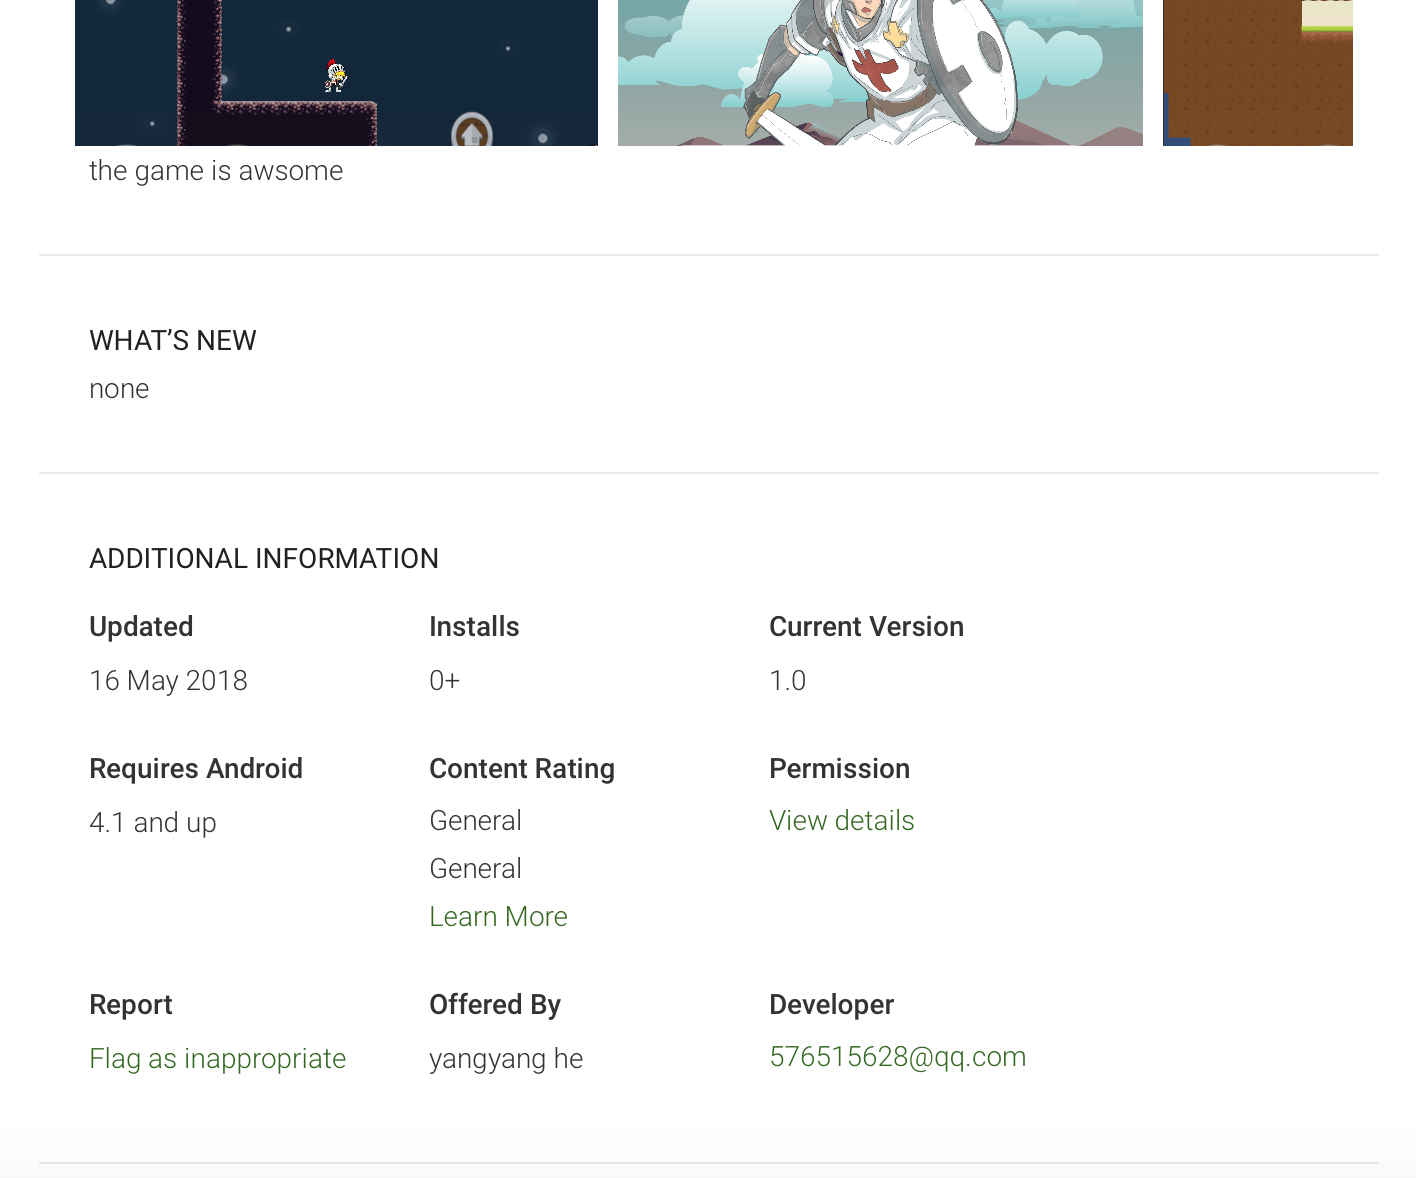 the game is awsome
WHAT’S NEW
none
ADDITIONAL INFORMATION
Updated
Installs
Current Version
16 May 2018
0+
1.0
Requires Android
Content Rating
Permission
4.1 and up
General
View details
General
Learn More
Report
Offered By
Developer
Flag as inappropriate
yangyang he
576515628@qq.com